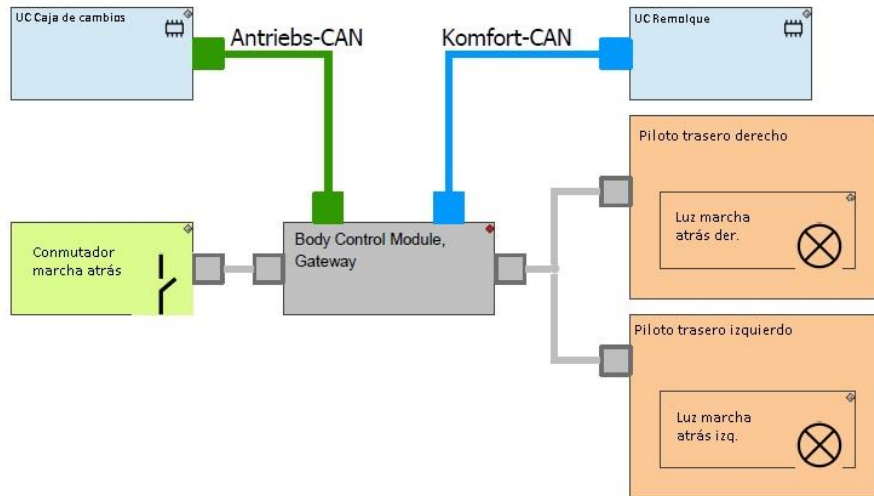 UC Caja de cambios
Antriebs-CAN
Komfort-CAN
UC Remolque
Piloto trasero derecho
Luz marcha
atrás der.
Conmutador
marcha atrás
Body Control Module,
Gateway
Piloto trasero izquierdo
Luz marcha
atrás izq.